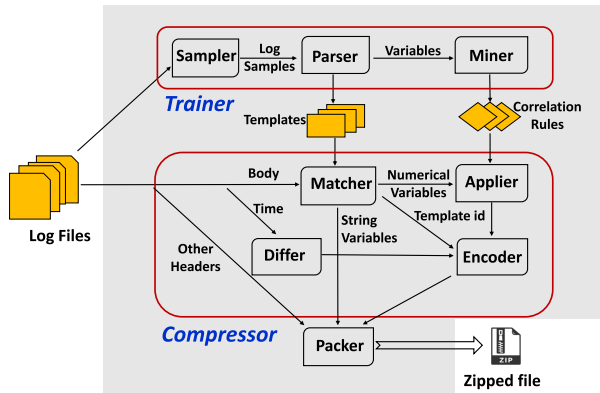 Sampler
Log
Samples
Parser
Variables
Miner
Trainer
Templates
Correlation
Rules
Log Files
Body
Matcher
Numerical
Variables
Applier
Time
String
Variables
Template id
Other
Headers
Differ
Encoder
Compressor
Packer
ZIP
Zipped file